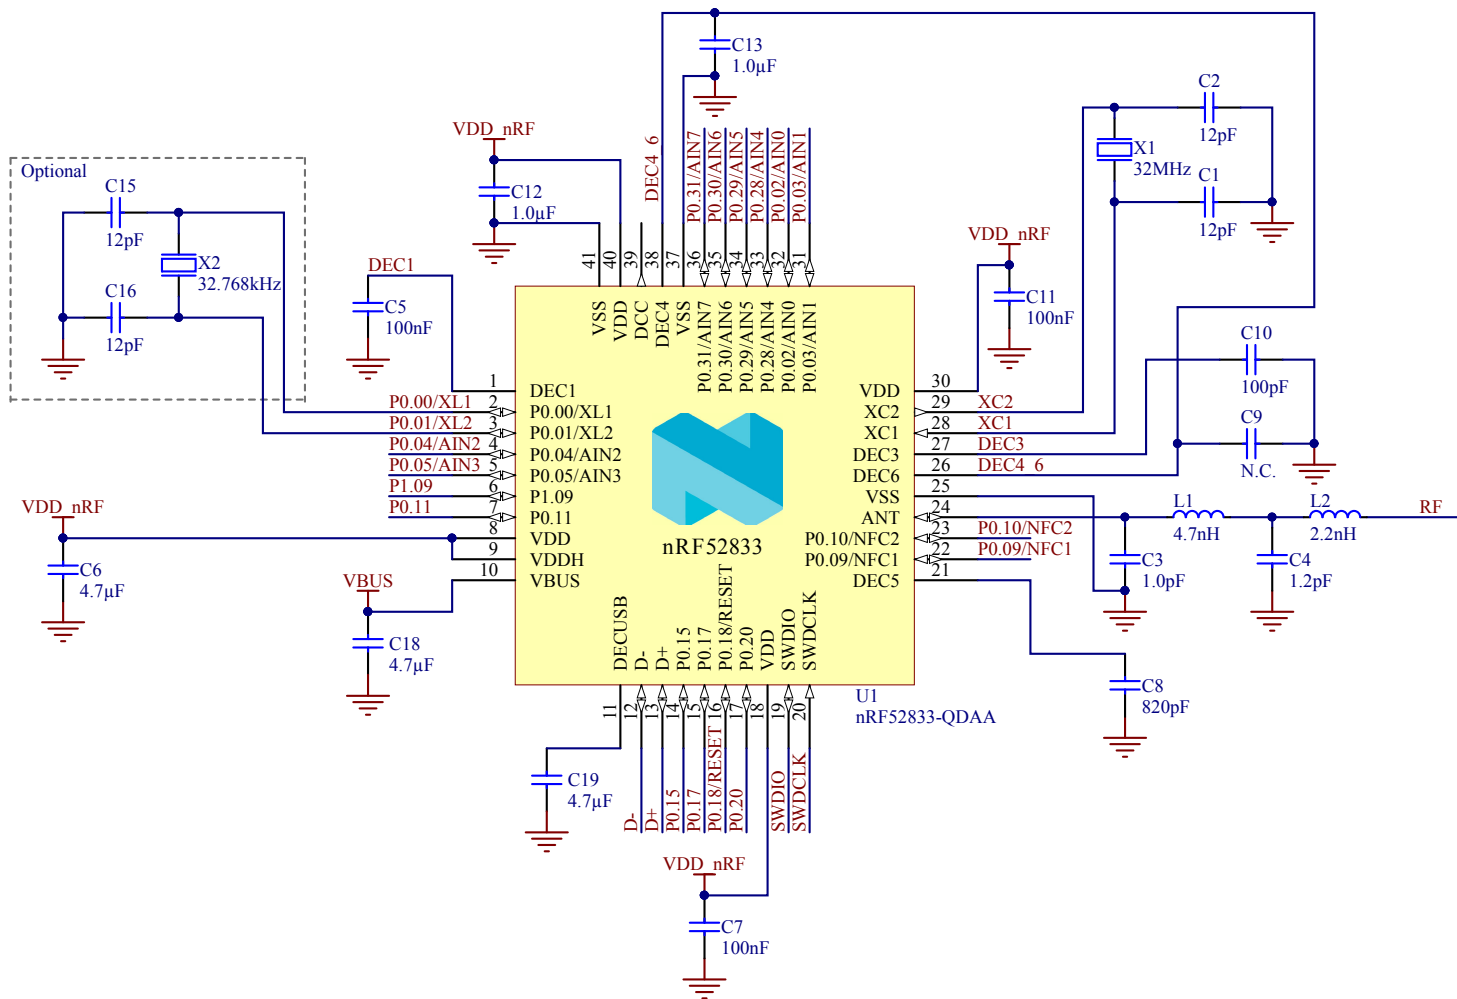 C13
1.0µF
C2
12pF
X1
32MHz
C1
12pF
VDD_nRF
C12
1.0µF
DEC4_6
P0.31/AIN7
P0.30/AIN6
P0.29/AIN5
P0.28/AIN4
P0.02/AIN0
P0.03/AIN1
Optional
C15
12pF
X2
32.768kHz
C16
12pF
DEC1
C5
100nF
VDD_nRF
C11
100nF
41
40
39
38
37
36
35
34
33
32
31
VSS
VDD
DCC
DEC4
VSS
P0.31/AIN7
P0.30/AIN6
P0.29/AIN5
P0.28/AIN4
P0.02/AIN0
P0.03/AIN1
C10
100pF
C9
N.C.
1 DEC1
P0.00/XL1 2 P0.00/XL1
P0.01/XL2 3 P0.01/XL2
P0.04/AIN2 4 P0.04/AIN2
P0.05/AIN3 5 P0.05/AIN3
P1.09 6 P1.09
P0.11 7 P0.11
8 VDD
9 VDDH
10 VBUS
VDD 30
XC2 29 XC2
XC1 28 XC1
DEC3 27 DEC3
DEC6 26 DEC4_6
VSS 25
ANT 24
P0.10/NFC2 23 P0.10/NFC2
P0.09/NFC1 22 P0.09/NFC1
DEC5 21
nRF52833
VDD_nRF
C6
4.7µF
VBUS
C18
4.7µF
L1
4.7nH
L2
2.2nH
RF
C3
1.0pF
C4
1.2pF
C8
820pF
DECUSB
D-
D+
P0.15
P0.17
P0.18/RESET
P0.20
VDD
SWDIO
SWDCLK
U1
nRF52833-QDAA
11
12
13
14
15
16
17
18
19
20
C19
4.7µF
D-
D+
P0.15
P0.17
P0.18/RESET
P0.20
SWDIO
SWDCLK
VDD_nRF
C7
100nF